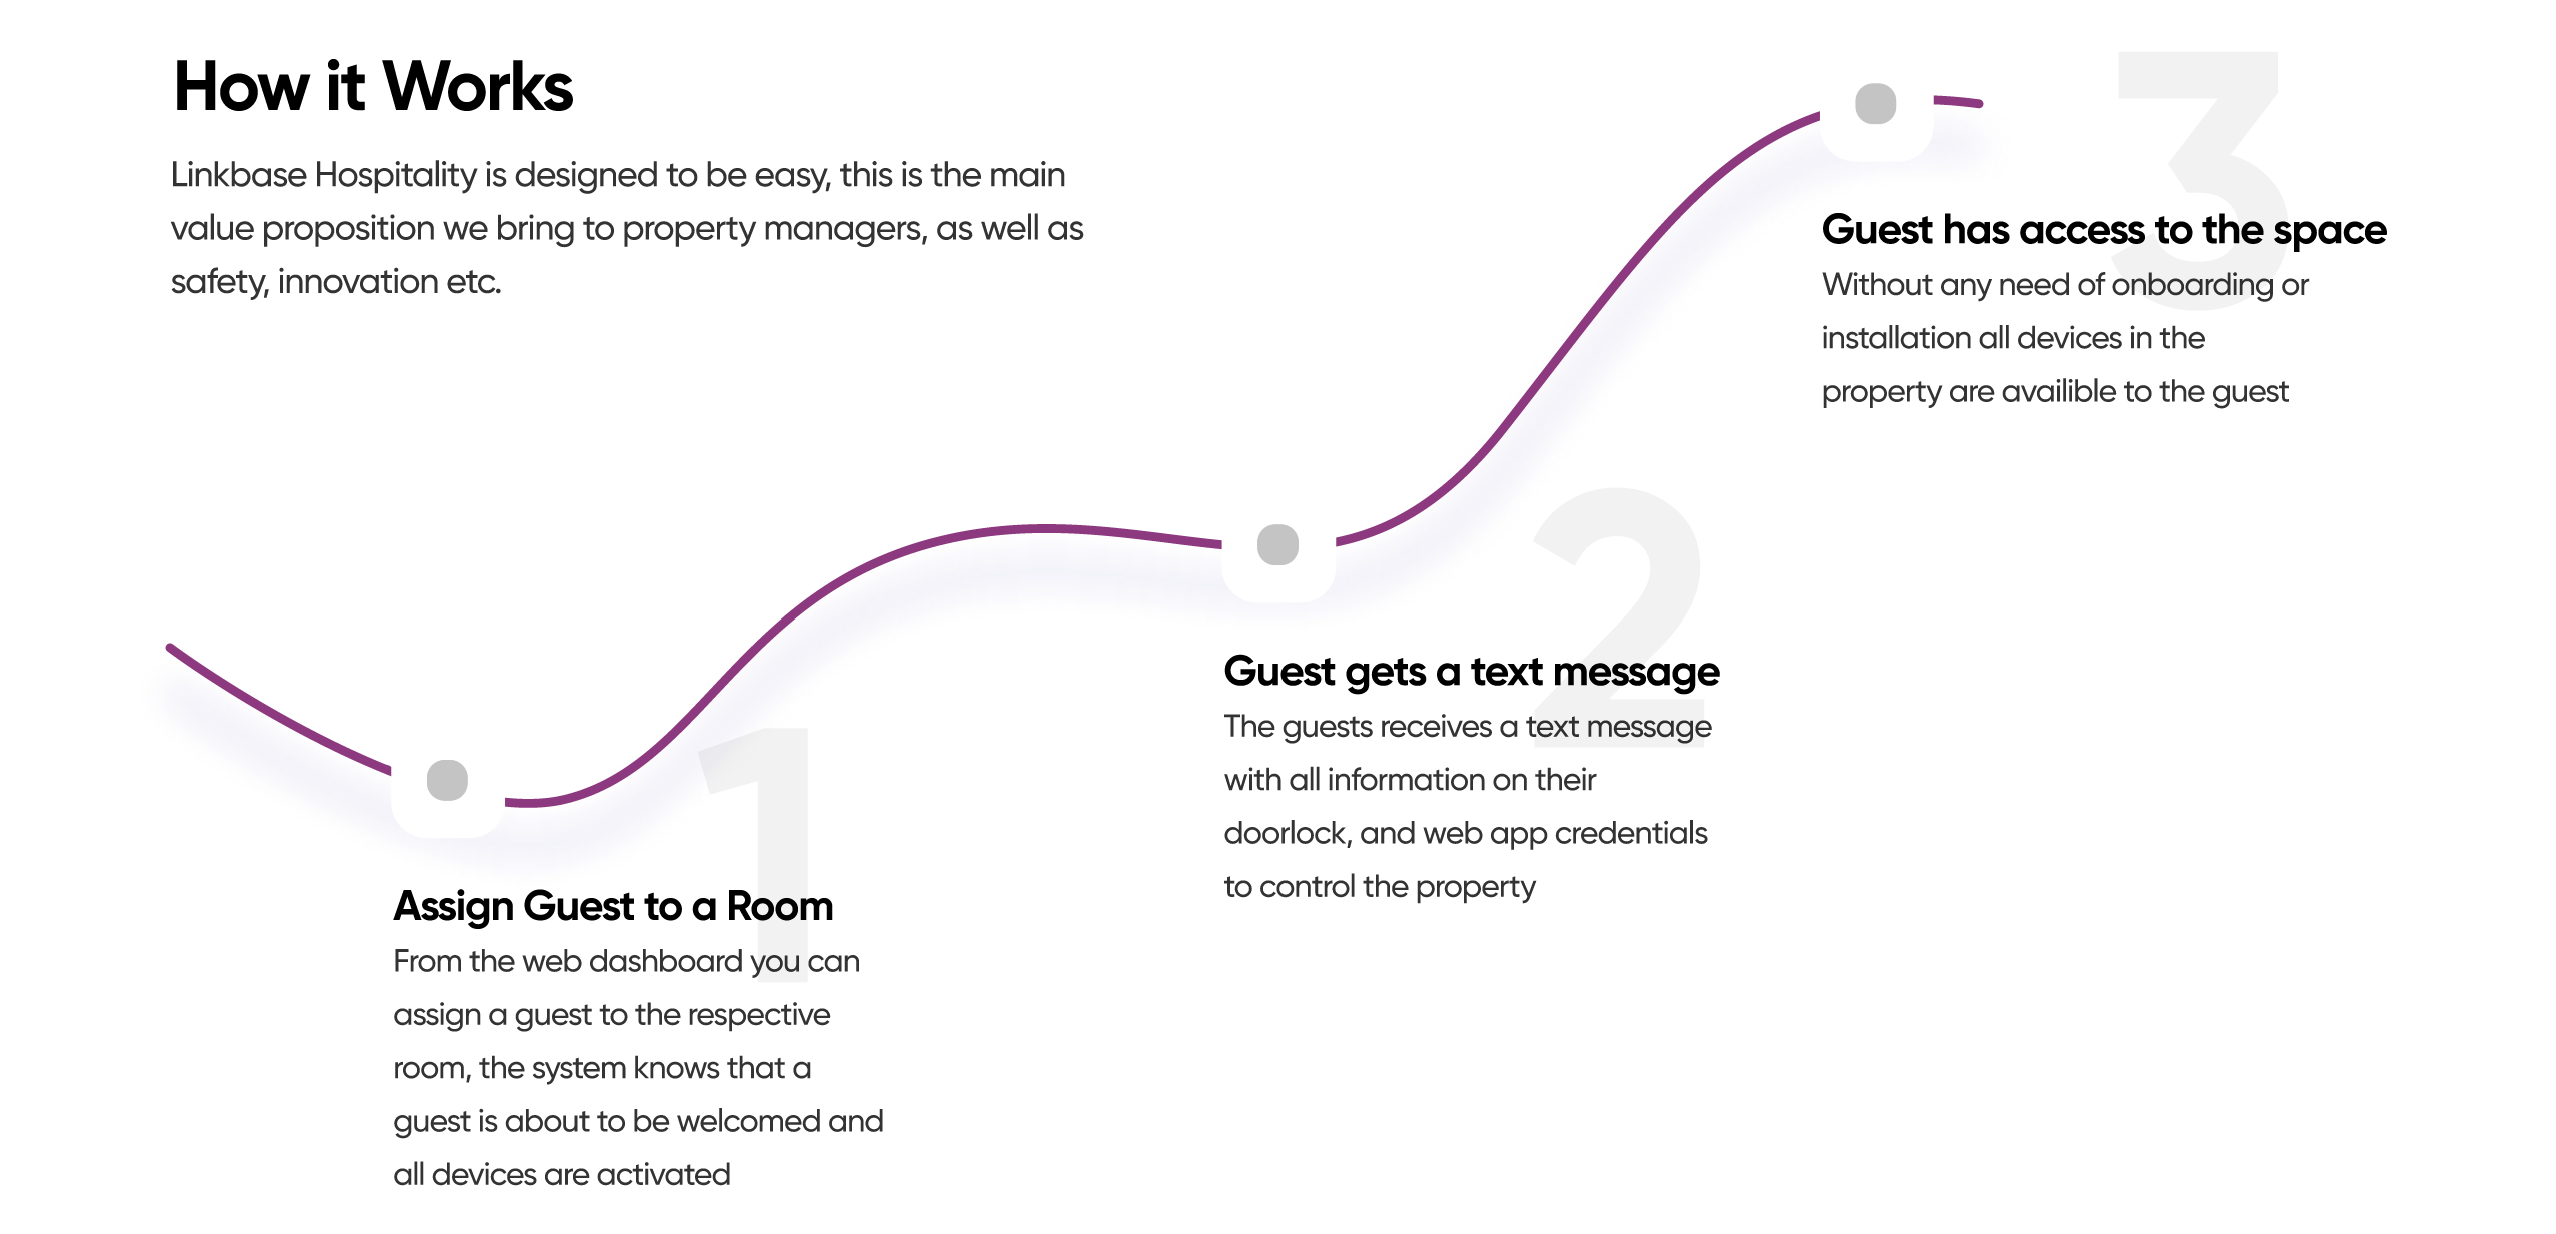 How it Works
Linkbase Hospitality is designed to be easy, this is the main
value proposition we bring to property managers, as well as
safety, innovation etc.
1
Assign Guest to a Room
From the web dashboard you can
assign a guest to the respective
room, the system knows that a
guest is about to be welcomed and
all devices are activated
2
Guest gets a text message
The guests receives a text message
with all information on their
doorlock, and web app credentials
to control the property
3
Guest has access to the space
Without any need of onboarding or
installation all devices in the
property are availible to the guest